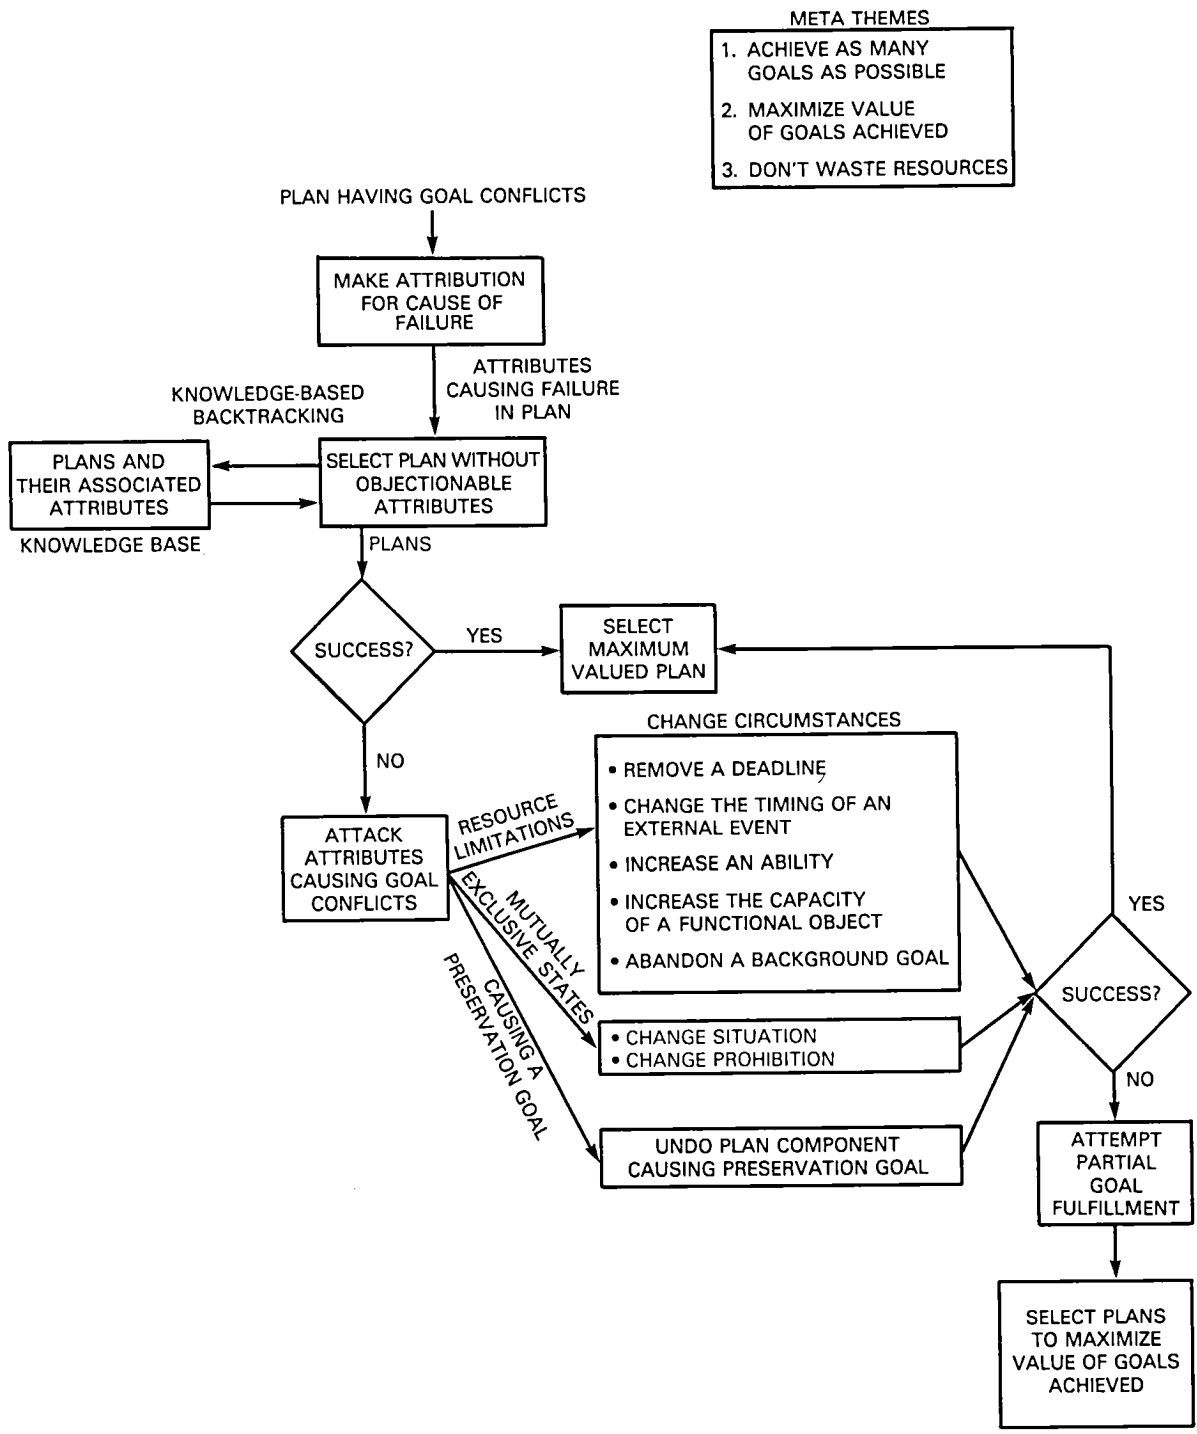 META THEMES
1. ACHIEVE AS MANY
GOALS AS POSSIBLE
2. MAXIMIZE VALUE
OF GOALS ACHIEVED
3. DON'T WASTE RESOURCES
PLAN HAVING GOAL CONFLICTS
MAKE ATTRIBUTION
FOR CAUSE OF
FAILURE
ATTRIBUTES
CAUSING FAILURE
IN PLAN
KNOWLEDGE-BASED
BACKTRACKING
PLANS AND
THEIR ASSOCIATED
ATTRIBUTES
KNOWLEDGE BASE
SELECT PLAN WITHOUT
OBJECTIONABLE
ATTRIBUTES
PLANS
SUCCESS?
YES
SELECT
MAXIMUM
VALUED PLAN
NO
ATTACK
ATTRIBUTES
CAUSING GOAL
CONFLICTS
RESOURCE
LIMITATIONS
MUTUALLY
EXCLUSIVE STATES
CAUSING A
PRESERVATION GOAL
CHANGE CIRCUMSTANCES
• REMOVE A DEADLINE
• CHANGE THE TIMING OF AN
EXTERNAL EVENT
• INCREASE AN ABILITY
• INCREASE THE CAPACITY
OF A FUNCTIONAL OBJECT
• ABANDON A BACKGROUND GOAL
• CHANGE SITUATION
• CHANGE PROHIBITION
UNDO PLAN COMPONENT
CAUSING PRESERVATION GOAL
YES
SUCCESS?
NO
ATTEMPT
PARTIAL
GOAL
FULFILLMENT
SELECT PLANS
TO MAXIMIZE
VALUE OF GOALS
ACHIEVED